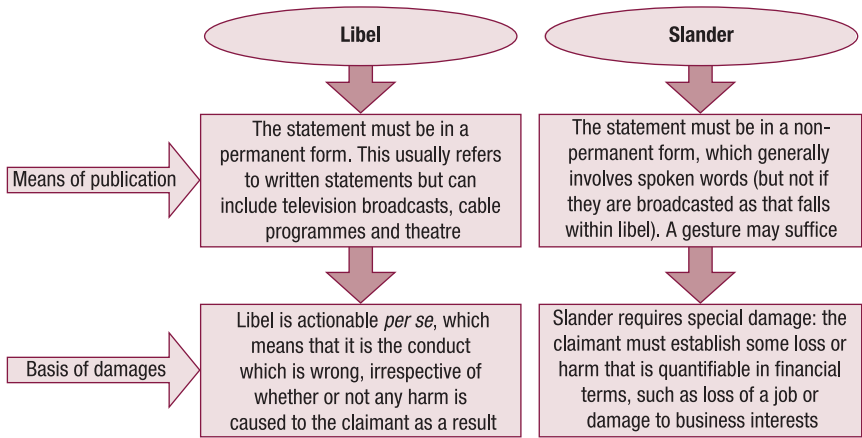 Libel
Slander
Means of publication
The statement must be in a
permanent form. This usually refers
to written statements but can
include television broadcasts, cable
programmes and theatre
The statement must be in a non-
permanent form, which generally
involves spoken words (but not if
they are broadcasted as that falls
within libel). A gesture may suffice
Basis of damages
Libel is actionable per se, which
means that it is the conduct
which is wrong, irrespective of
whether or not any harm is
caused to the claimant as a result
Slander requires special damage: the
claimant must establish some loss or
harm that is quantifiable in financial
terms, such as loss of a job or
damage to business interests